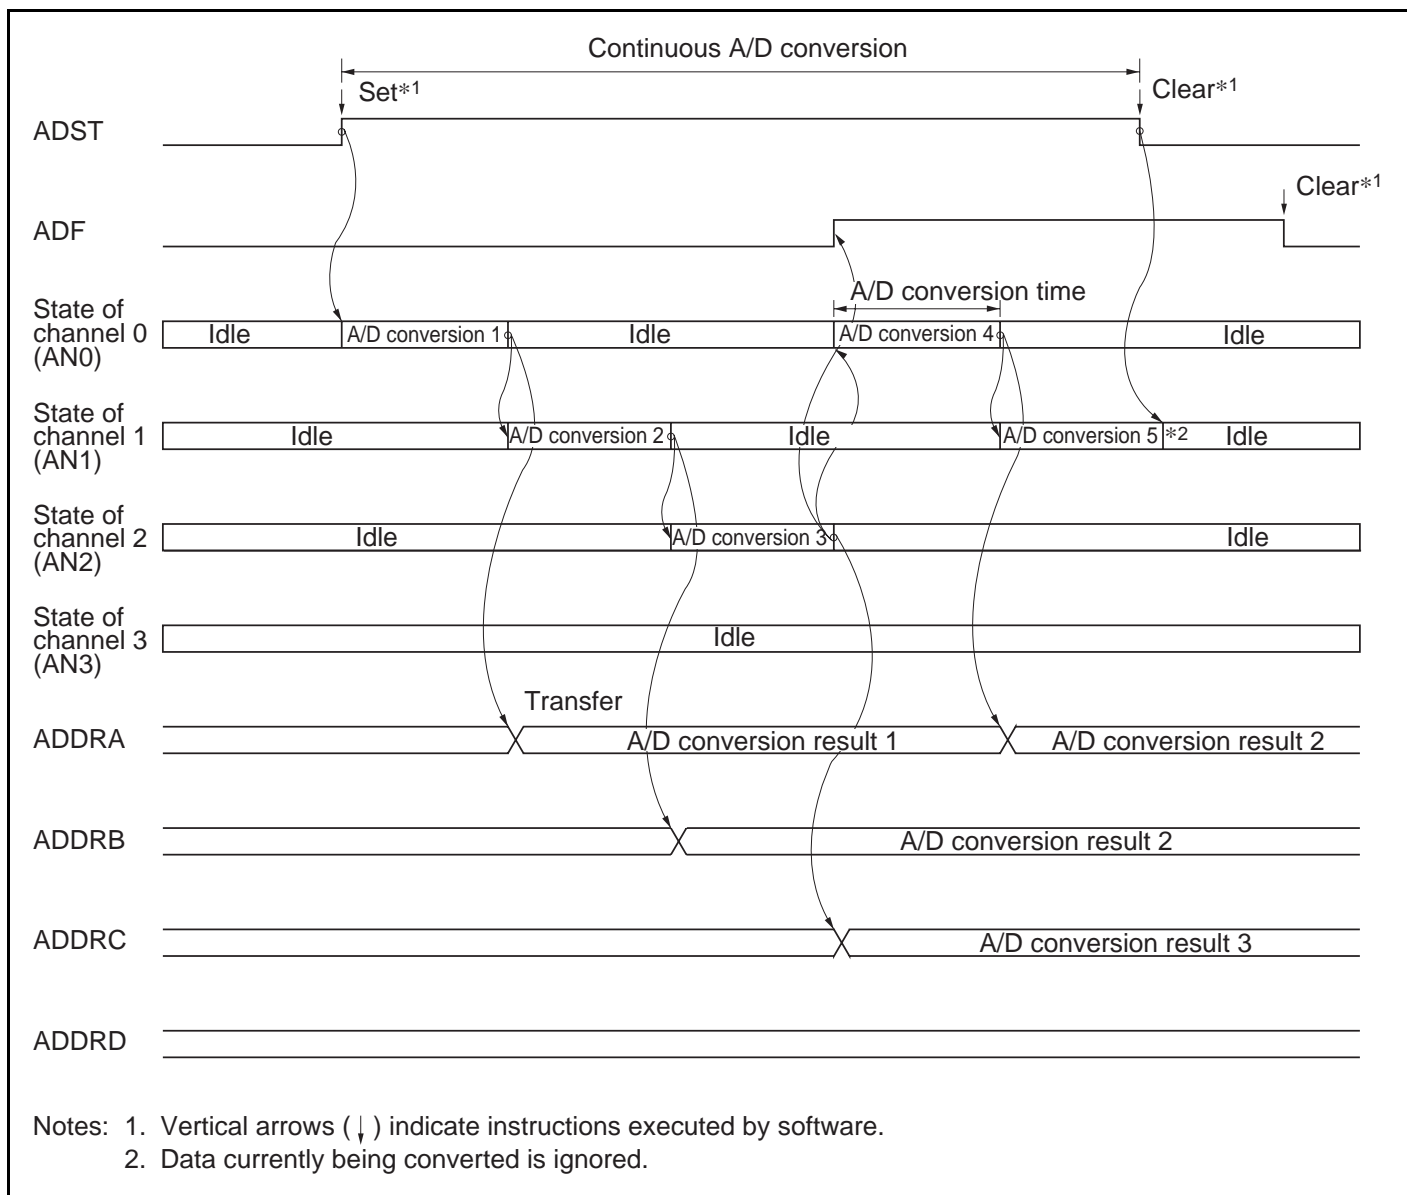 Continuous A/D conversion
Set*1
Clear*1
ADST
Clear*1
ADF
A/D conversion time
State of
channel 0
(AN0)
Idle
A/D conversion 1
Idle
A/D conversion 4
Idle
State of
channel 1
(AN1)
Idle
A/D conversion 2
Idle
A/D conversion 5
*2
Idle
State of
channel 2
(AN2)
Idle
A/D conversion 3
Idle
State of
channel 3
(AN3)
Idle
Transfer
ADDRA
A/D conversion result 1
A/D conversion result 2
ADDRB
A/D conversion result 2
ADDRC
A/D conversion result 3
ADDRD
Notes: 1. Vertical arrows (↓) indicate instructions executed by software.
2. Data currently being converted is ignored.